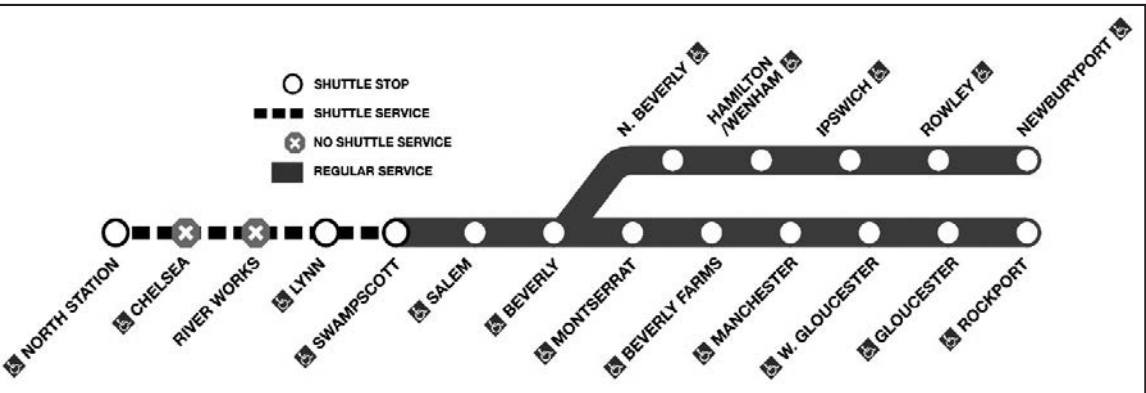 SHUTTLE STOP
SHUTTLE SERVICE
NO SHUTTLE SERVICE
REGULAR SERVICE
N. BEVERLY
HAMILTON
/WENHAM
IPSWICH
ROWLEY
NEWBURYPORT
NORTH STATION
CHELSEA
RIVER WORKS
LYNN
SWAMPSCOTT
SALEM
BEVERLY
MONTSERRAT
BEVERLY FARMS
MANCHESTER
W. GLOUCESTER
GLOUCESTER
ROCKPORT